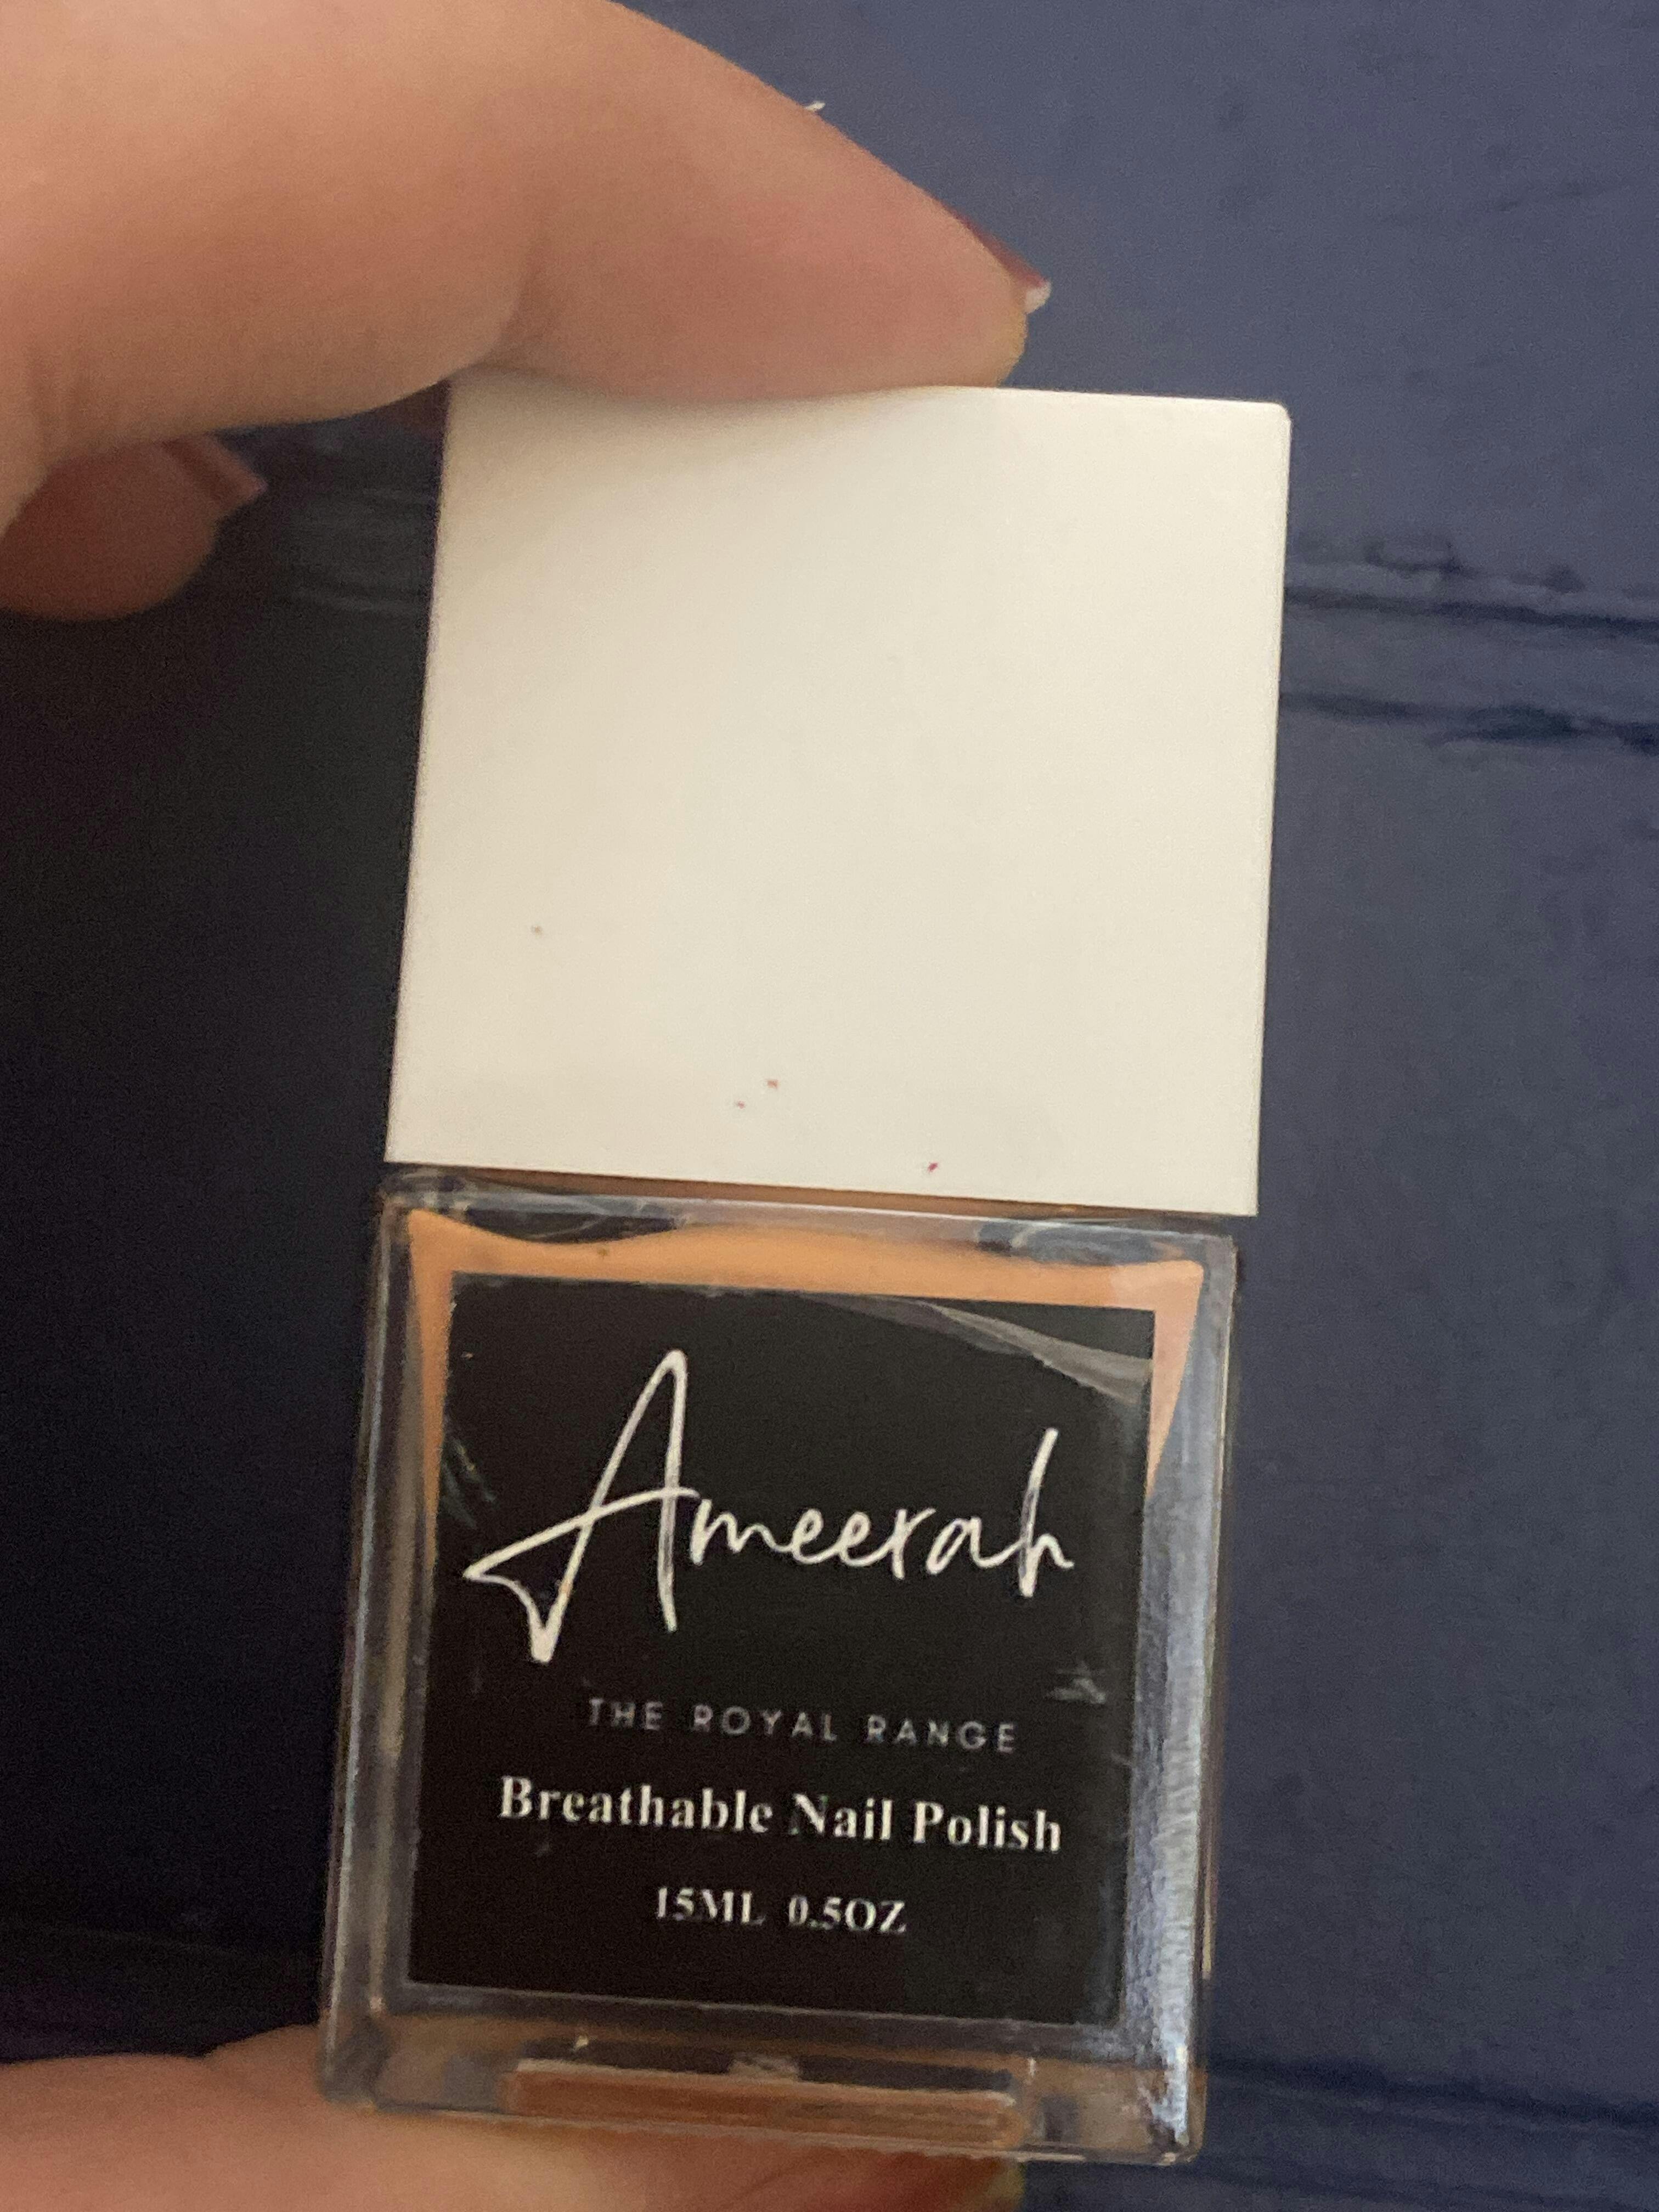 Ameerah
THE ROYAL RANGE
Breathable Nail Polish
15ML 0.5OZ